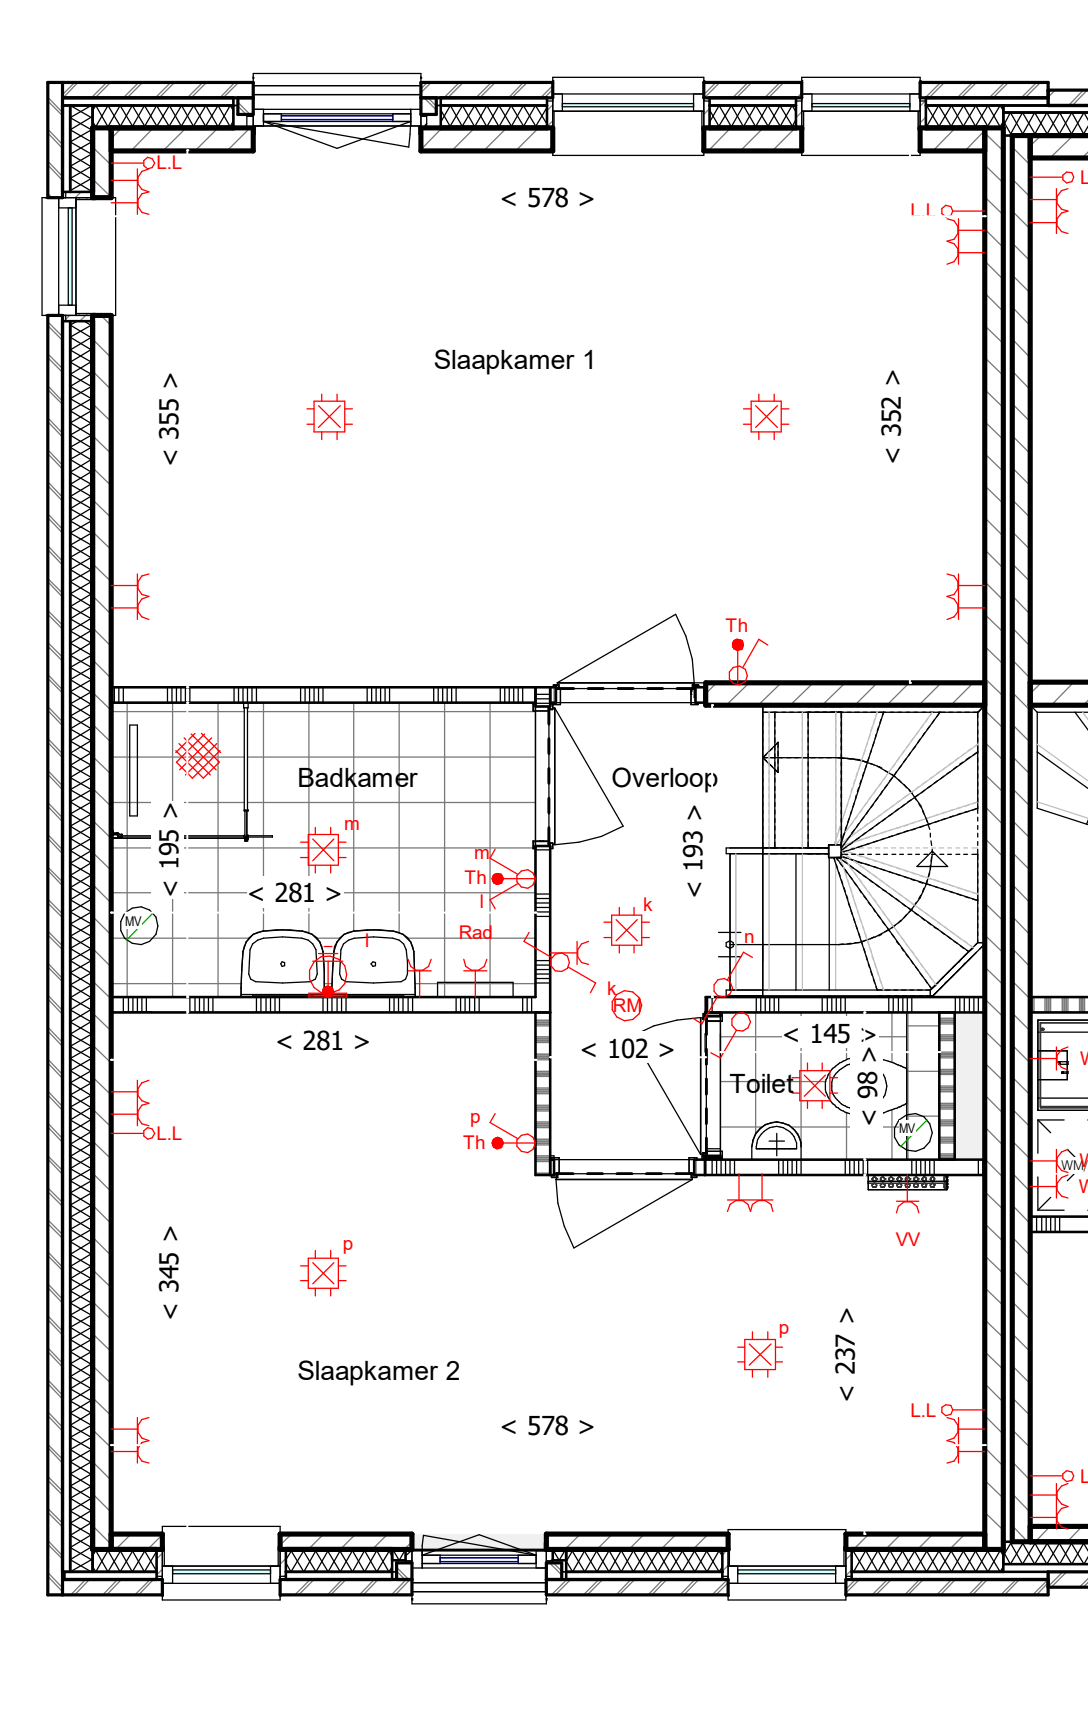 L.L
< 578 >
L
L.L
Slaapkamer 1
< 355 >
< 352 >
Th
Badkamer
Overloop
m
< 195 >
< 193 >
m
Th
l
< 281 >
k
MV
Rad
l
n
k
RM
< 281 >
< 102 >
< 145 >
Toilet
< 98 >
p
Th
L.L
MV
W
WM
W
W
VV
< 345 >
p
p
< 237 >
Slaapkamer 2
L.L
< 578 >
L